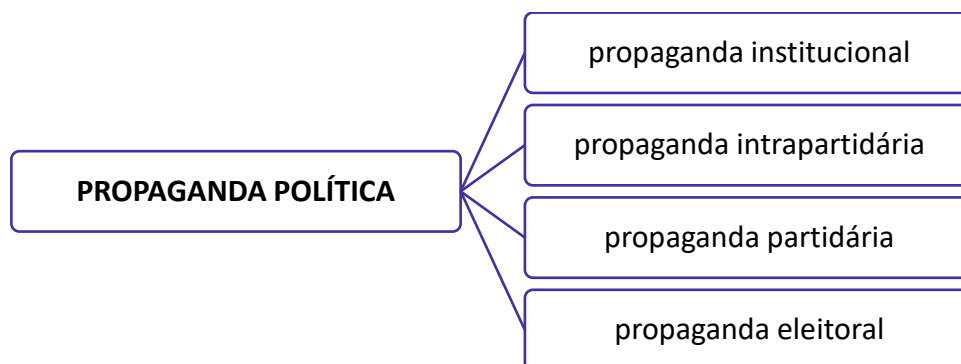 PROPAGANDA POLÍTICA
propaganda institucional
propaganda intrapartidária
propaganda partidária
propaganda eleitoral